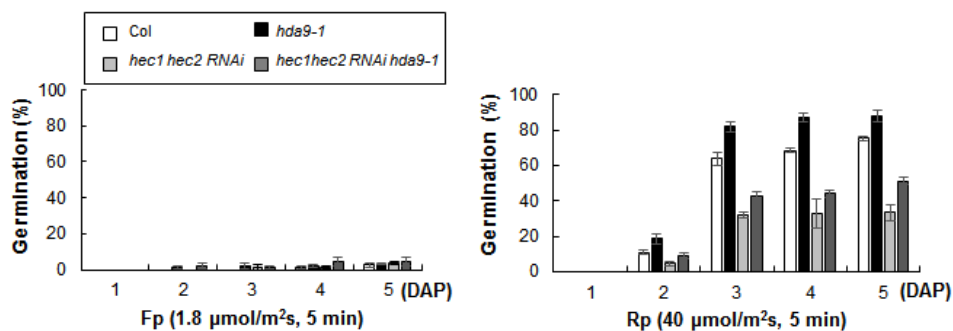 Col
hda9-1
hec1 hec2 RNAi
hec1hec2 RNAi hda9-1
Germination (%)
100
80
60
40
20
0
1 2 3 4 5 (DAP)
Fp (1.8 μmol/m²s, 5 min)
Germination (%)
100
80
60
40
20
0
1 2 3 4 5 (DAP)
Rp (40 μmol/m²s, 5 min)